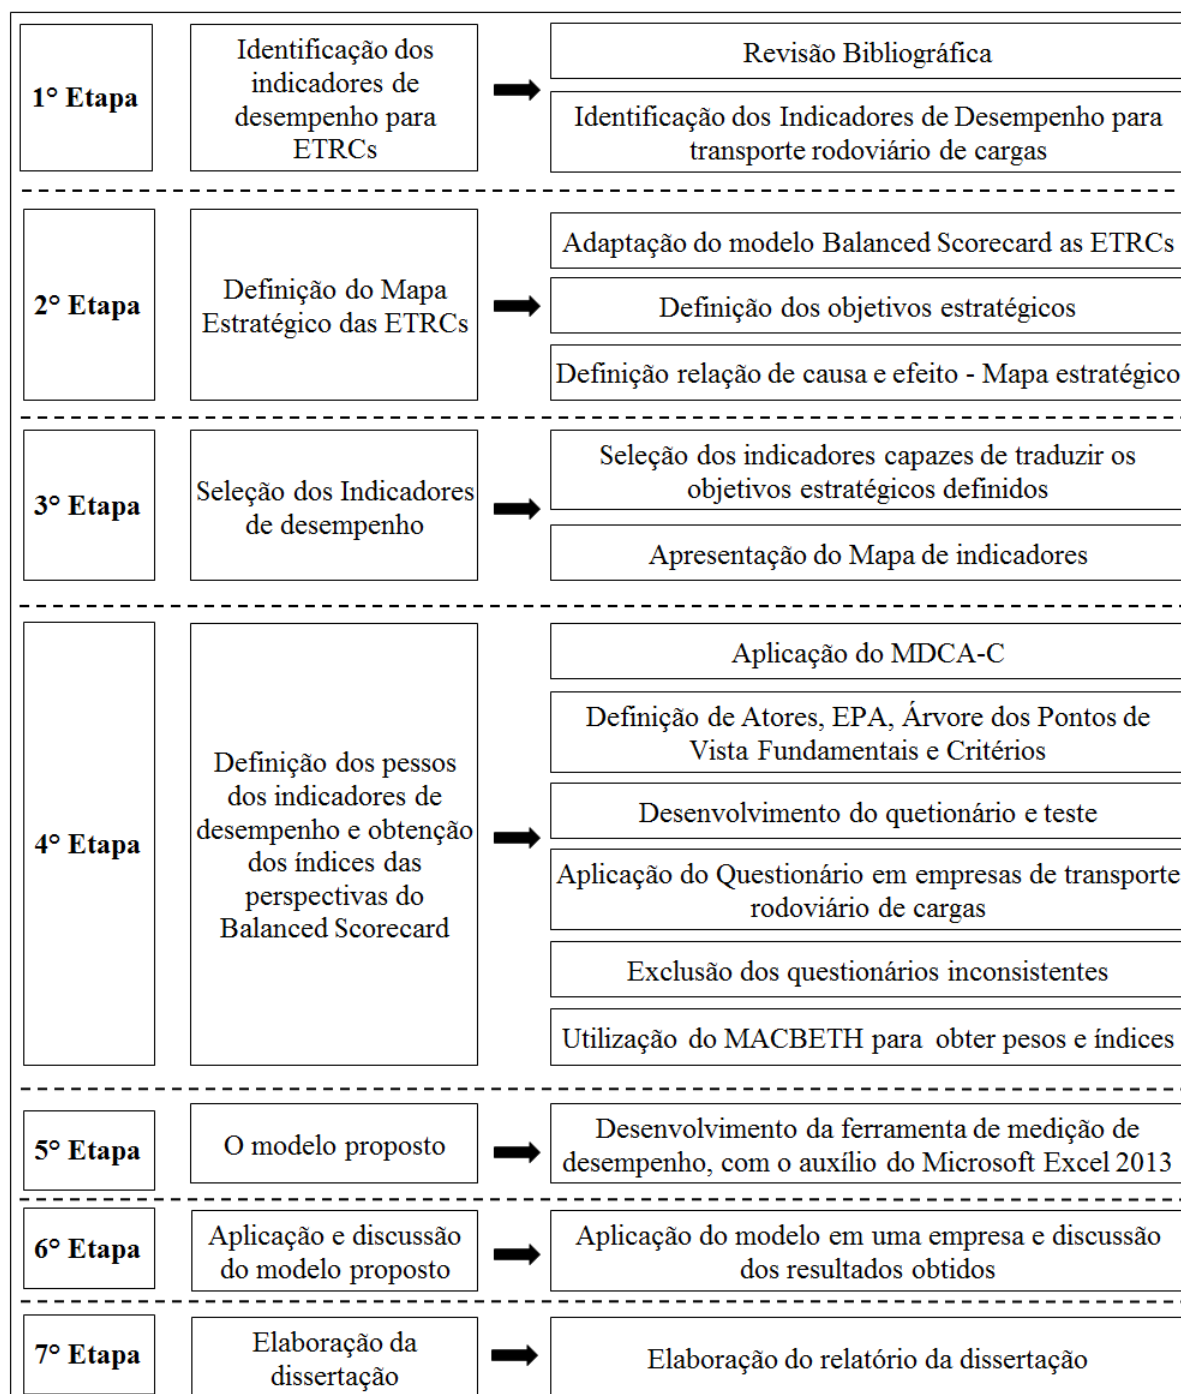 1° Etapa
Identificação dos
indicadores de
desempenho para
ETRCs
Revisão Bibliográfica
Identificação dos Indicadores de Desempenho para
transporte rodoviário de cargas
2° Etapa
Definição do Mapa
Estratégico das ETRCs
Adaptação do modelo Balanced Scorecard as ETRCs
Definição dos objetivos estratégicos
Definição relação de causa e efeito - Mapa estratégico
3° Etapa
Seleção dos Indicadores
de desempenho
Seleção dos indicadores capazes de traduzir os
objetivos estratégicos definidos
Apresentação do Mapa de indicadores
4° Etapa
Definição dos pessos
dos indicadores de
desempenho e obtenção
dos índices das
perspectivas do
Balanced Scorecard
Aplicação do MDCA-C
Definição de Atores, EPA, Árvore dos Pontos de
Vista Fundamentais e Critérios
Desenvolvimento do quetionário e teste
Aplicação do Questionário em empresas de transporte
rodoviário de cargas
Exclusão dos questionários inconsistentes
Utilização do MACBETH para obter pesos e índices
5° Etapa
O modelo proposto
Desenvolvimento da ferramenta de medição de
desempenho, com o auxílio do Microsoft Excel 2013
6° Etapa
Aplicação e discussão
do modelo proposto
Aplicação do modelo em uma empresa e discussão
dos resultados obtidos
7° Etapa
Elaboração da
dissertação
Elaboração do relatório da dissertação